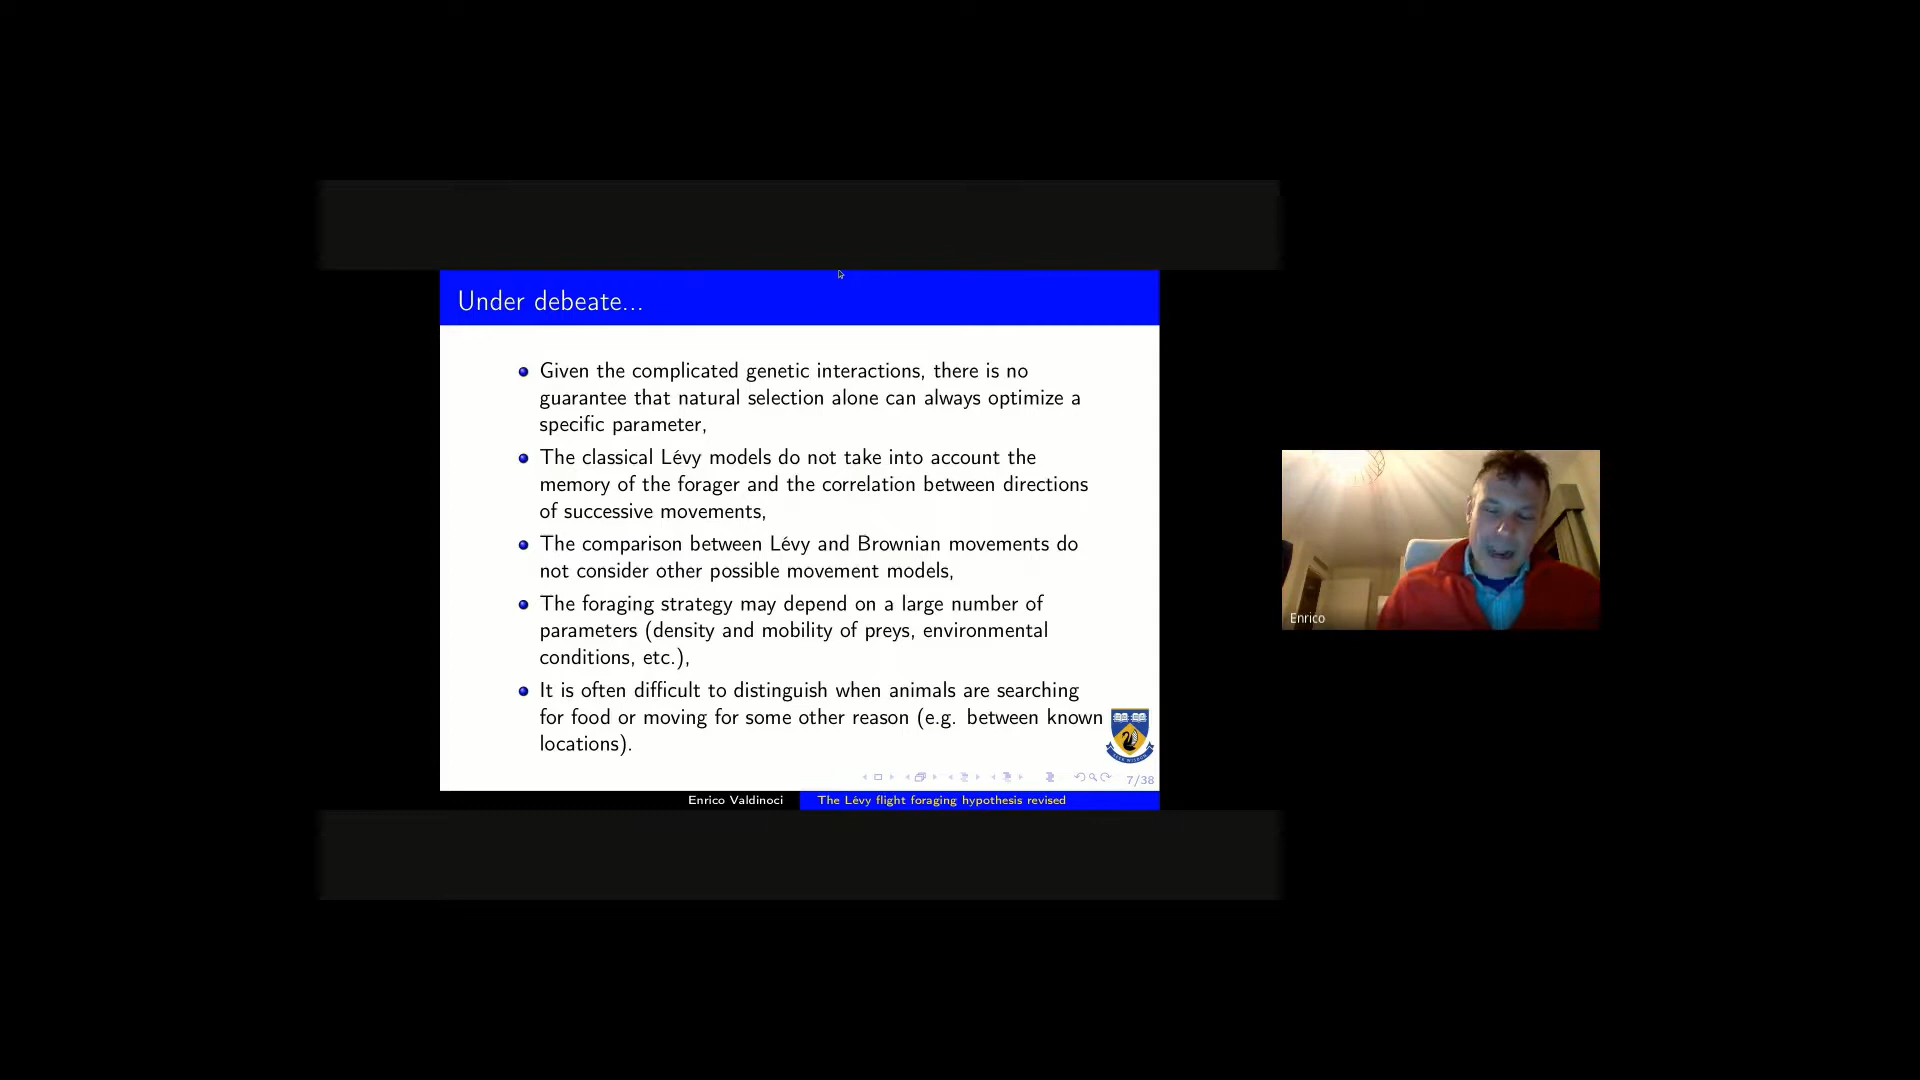 Under debeate...
Given the complicated genetic interactions, there is no
guarantee that natural selection alone can always optimize a
specific parameter,
The classical Lévy models do not take into account the
memory of the forager and the correlation between directions
of successive movements,
The comparison between Lévy and Brownian movements do
not consider other possible movement models,
The foraging strategy may depend on a large number of
parameters (density and mobility of preys, environmental
conditions, etc.),
It is often difficult to distinguish when animals are searching
for food or moving for some other reason (e.g. between known
locations).
7/38
Enrico Valdinoci
The Lévy flight foraging hypothesis revised
Enrico